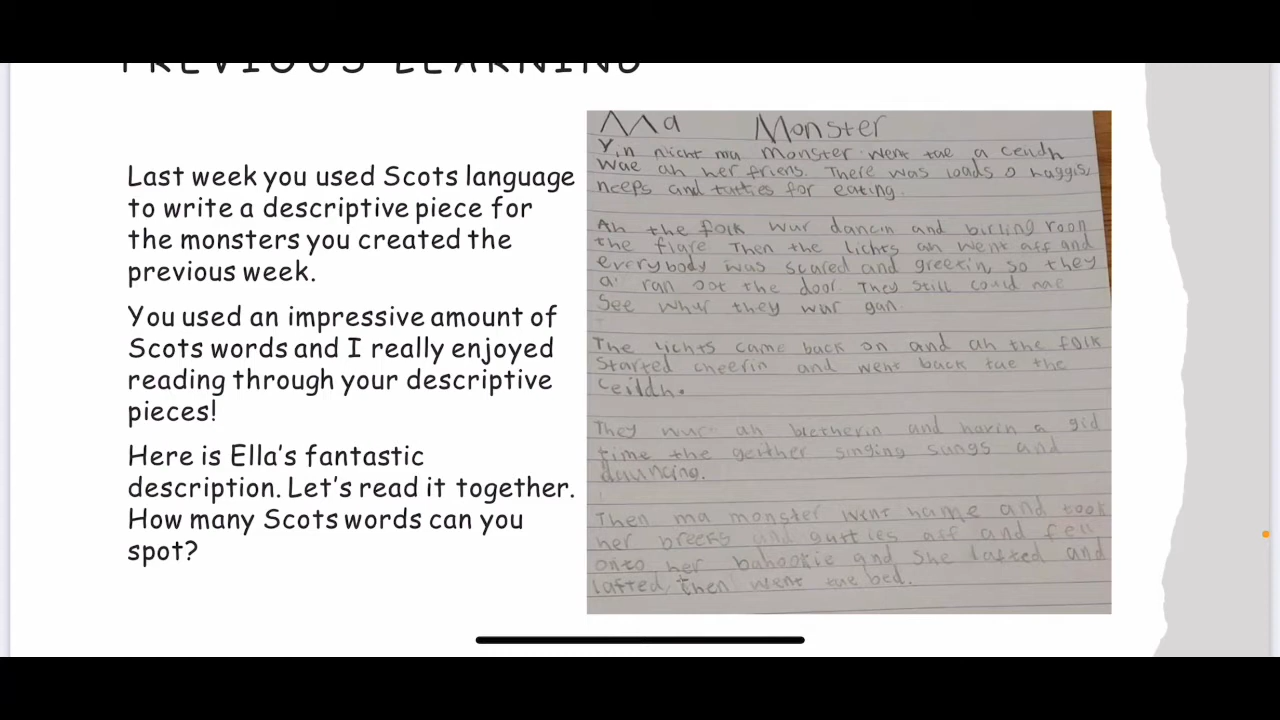 PREVIOUS LEARNING
Last week you used Scots language
to write a descriptive piece for
the monsters you created the
previous week.
You used an impressive amount of
Scots words and I really enjoyed
reading through your descriptive
pieces!
Here is Ella's fantastic
description. Let's read it together.
How many Scots words can you
spot?
Ma Monster
Yin nicht ma monster went tae a
wae ah her friens. There was loads o haggis,
neeps and tatties for eating.
Ah the folk wur dancin and birling roon
the flare Then the lichts ah went aff and
everybody was scared and greetin, so they
a' ran oot the door. They still could nae
see whur they wur gan.
The lichts came back on and ah the folk
started cheerin and went back tae the
ceildh.
They wur ah bletherin and havin a gid
time the geither singing sungs and
dauncing.
Then ma monster went hame and took
her breeks and gutties aff and fell
onto her bahookie and she laffed and
laffed, then went tae bed.